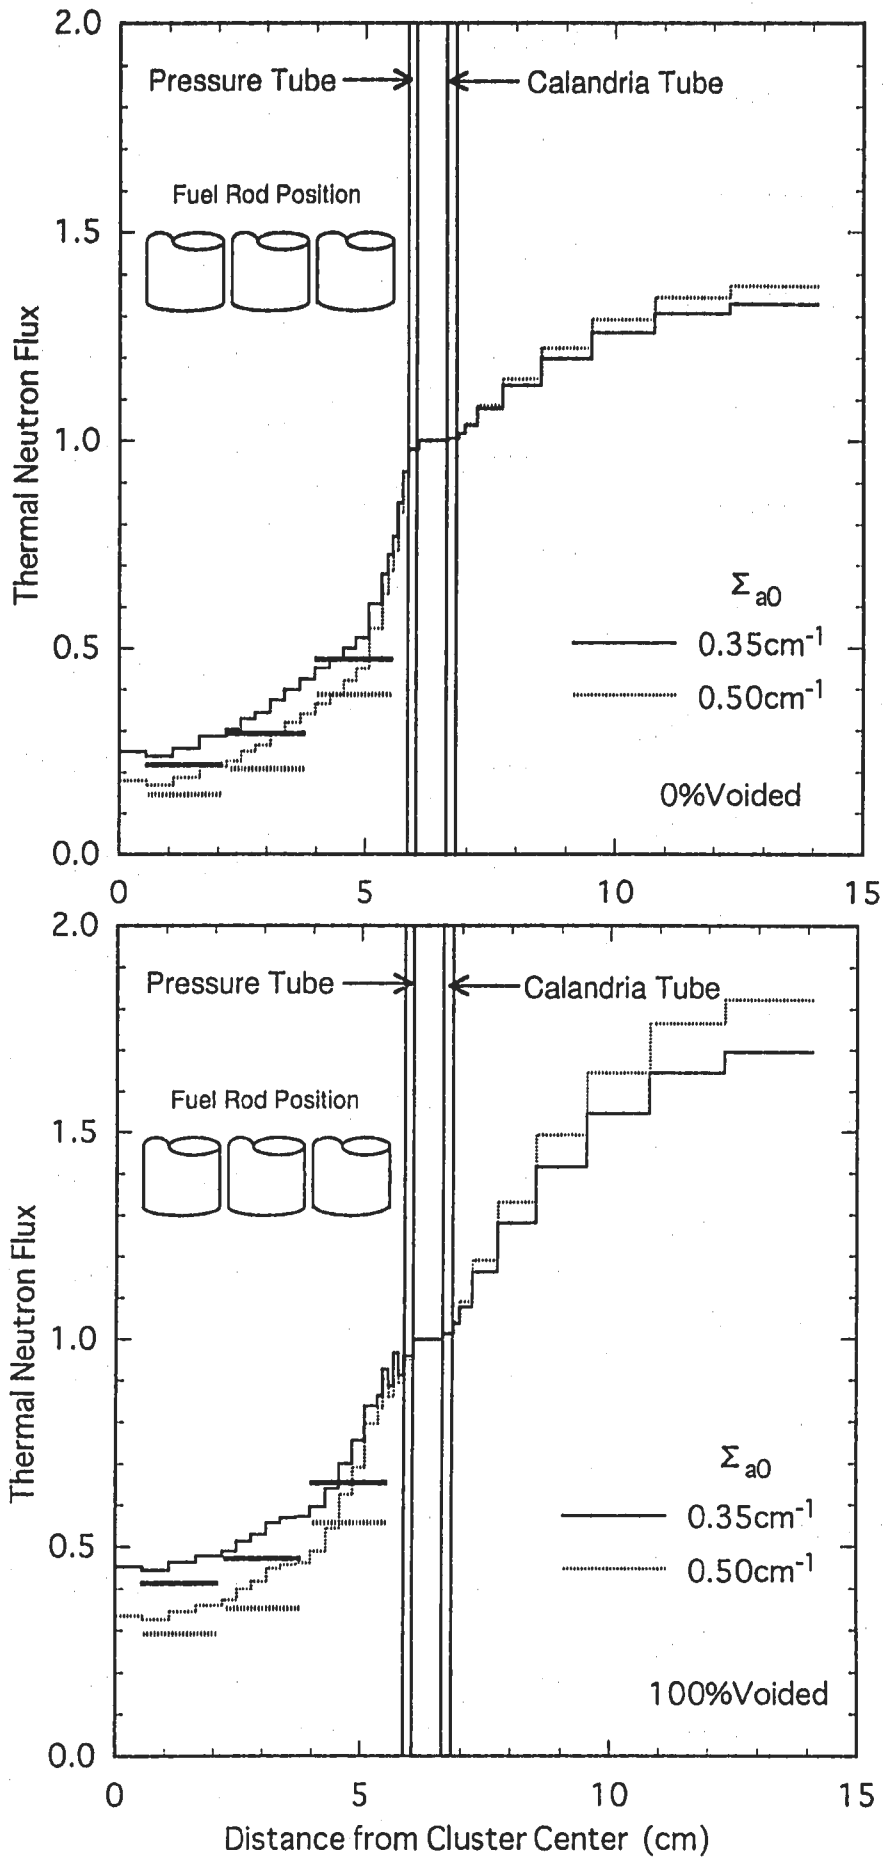 2.0
Pressure Tube
Calandria Tube
Fuel Rod Position
1.5
Thermal Neutron Flux
1.0
Σa0
0.5
0.35cm-1
0.50cm-1
0%Voided
0.0
0
5
10
15
2.0
Pressure Tube
Calandria Tube
Fuel Rod Position
1.5
Thermal Neutron Flux
1.0
Σa0
0.35cm-1
0.5
0.50cm-1
100%Voided
0.0
0
5
10
15
Distance from Cluster Center (cm)